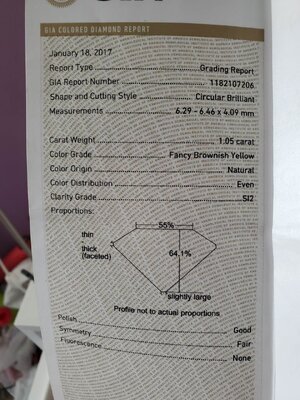 GIA COLORED DIAMOND REPORT
January 18, 2017
Report Type Grading Report
GIA Report Number 1182107206
Shape and Cutting Style Circular Brilliant
Measurements 6.29 - 6.46 x 4.09 mm
Carat Weight 1.05 carat
Color Grade Fancy Brownish Yellow
Color Origin Natural
Color Distribution Even
Clarity Grade SI2
Proportions:
55%
thin
thick
(faceted)
64.1%
slightly large
Profile not to actual proportions
Polish Good
Symmetry Fair
Fluorescence None